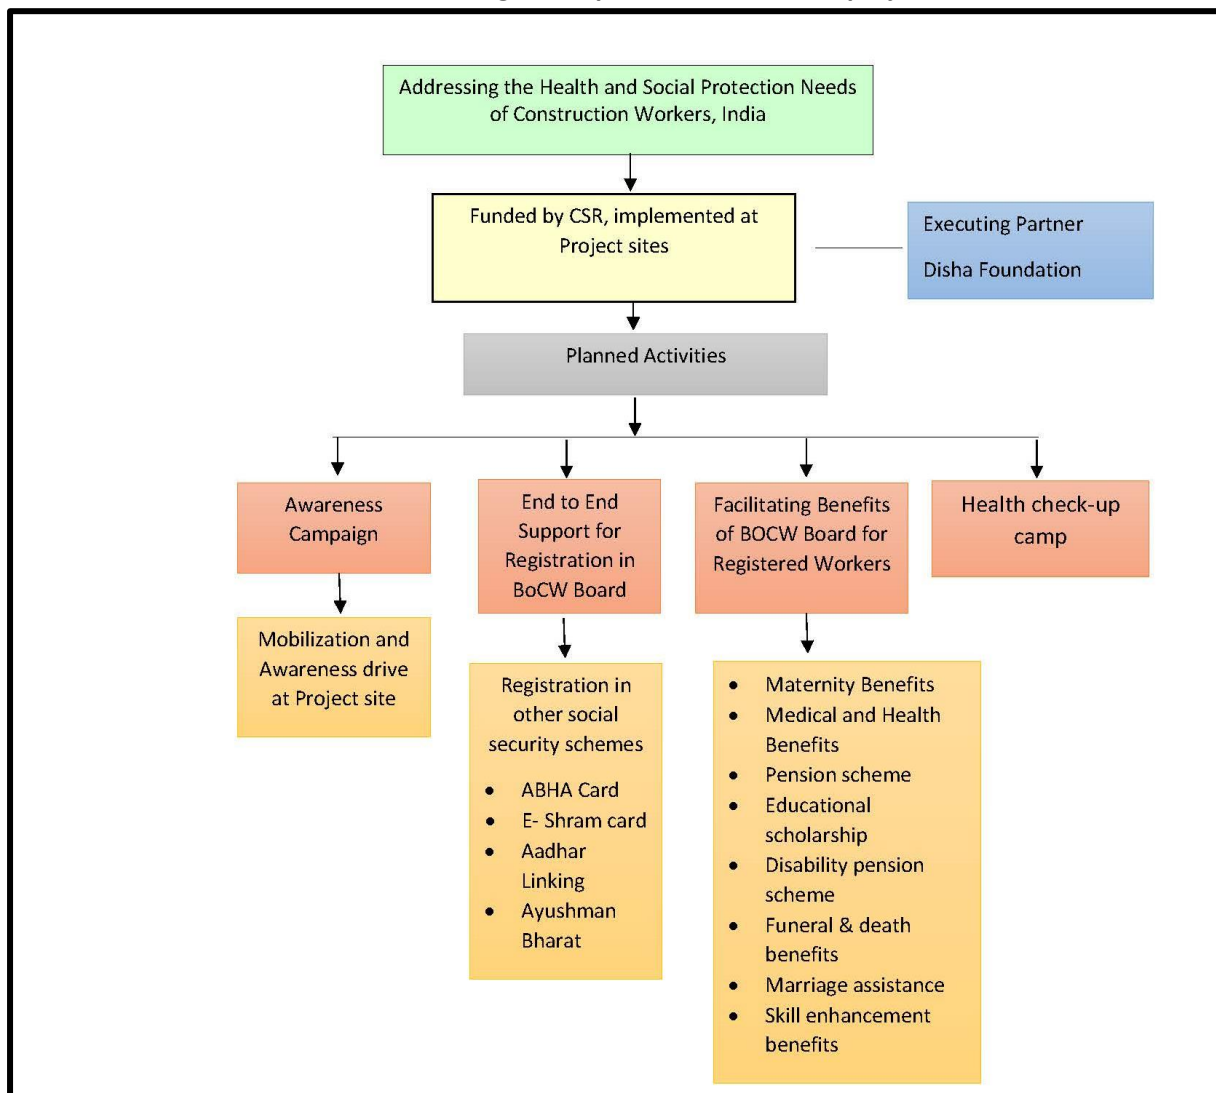 Addressing the Health and Social Protection Needs
of Construction Workers, India
Funded by CSR, implemented at
Project sites
Executing Partner
Disha Foundation
Planned Activities
Awareness
Campaign
End to End
Support for
Registration in
BoCW Board
Facilitating Benefits
of BOCW Board for
Registered Workers
Health check-up
camp
Mobilization and
Awareness drive
at Project site
Registration in
other social
security schemes
• ABHA Card
• E- Shram card
• Aadhar
Linking
• Ayushman
Bharat
• Maternity Benefits
• Medical and Health
Benefits
• Pension scheme
• Educational
scholarship
• Disability pension
scheme
• Funeral & death
benefits
• Marriage assistance
• Skill enhancement
benefits